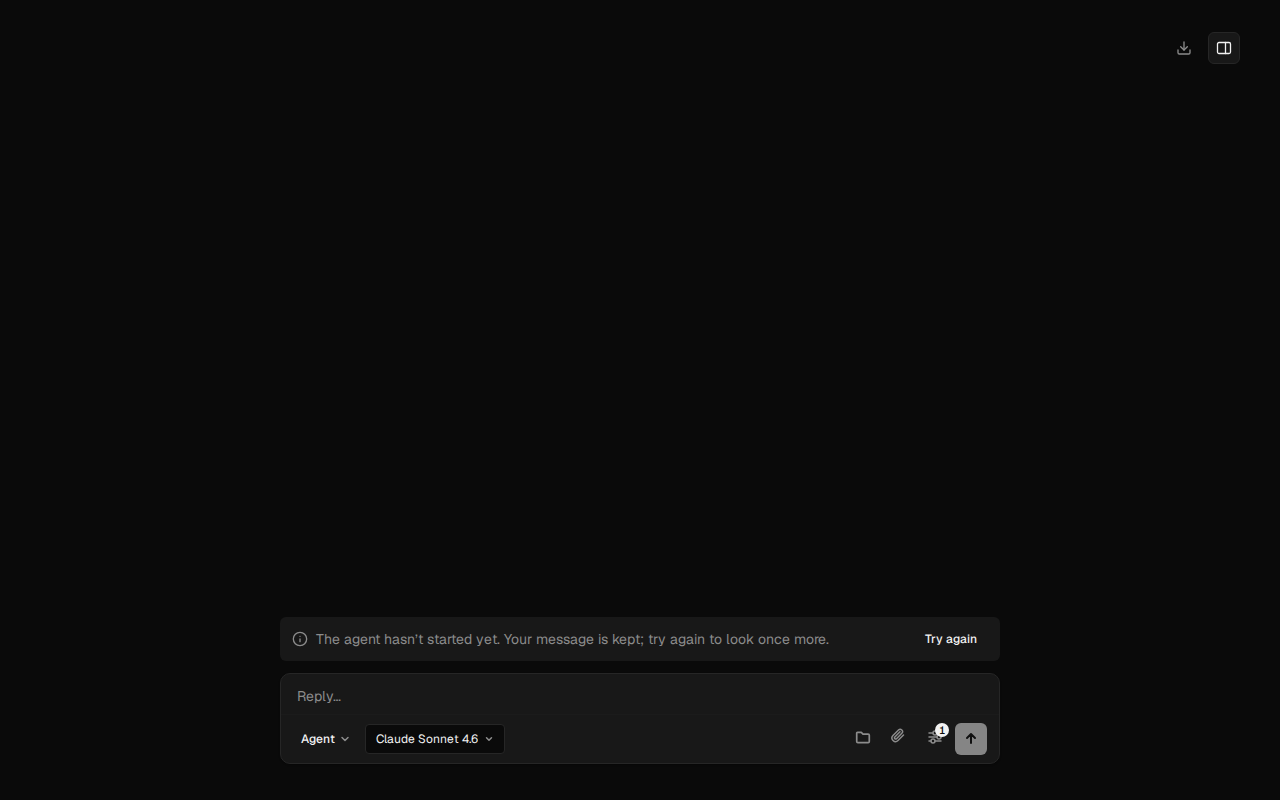 The agent hasn't started yet. Your message is kept; try again to look once more.
Try again
Reply...
Agent
Claude Sonnet 4.6
1